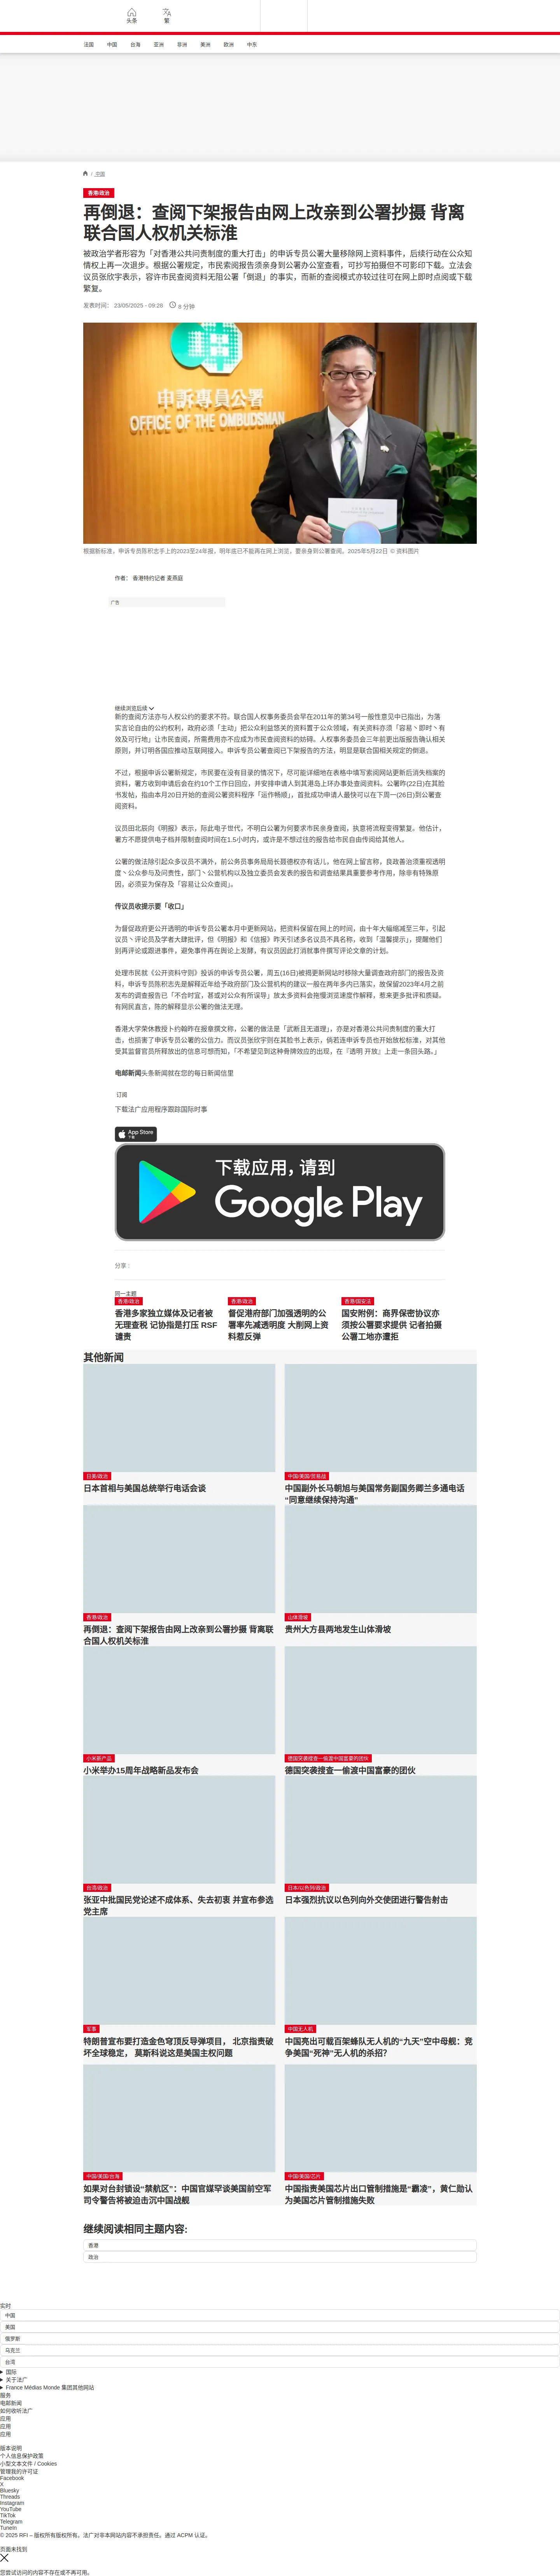 头条
繁
法国
中国
台海
亚洲
非洲
美洲
欧洲
中东
/ 中国
香港/政治
再倒退：查阅下架报告由网上改亲到公署抄摄 背离
联合国人权机关标淮
被政治学者形容为「对香港公共问责制度的重大打击」的申诉专员公署大量移除网上资料事件，后续行动在公众知
情权上再一次退步。根据公署规定，市民索阅报告须亲身到公署办公室查看，可抄写拍摄但不可影印下载。立法会
议员张欣宇表示，容许市民查阅资料无阻公署「倒退」的事实，而新的查阅模式亦较过往可在网上即时点阅或下载
繁复。
发表时间： 23/05/2025 - 09:28
8 分钟
申訴專員公署
OFFICE OF THE OMBUDSMAN
根据新标准，申诉专员陈积志手上的2023至24年报，明年底已不能再在网上浏览，要亲身到公署查阅。2025年5月22日 © 资料图片
作者： 香港特约记者 麦燕庭
广告
继续浏览后续
新的查阅方法亦与人权公约的要求不符。联合国人权事务委员会早在2011年的第34号一般性意见中已指出，为落
实言论自由的公约权利，政府必须「主动」把公众利益悠关的资料置于公众领域，有关资料亦须「容易丶即时丶有
效及可行地」让市民查阅，所需费用亦不应成为市民查阅资料的妨碍。人权事务委员会三年前更出版报告确认相关
原则，并订明各国应推动互联网接入。申诉专员公署查阅已下架报告的方法，明显是联合国相关规定的倒退。
不过，根据申诉公署新规定，市民要在没有目录的情况下，尽可能详细地在表格中填写索阅网站更新后消失档案的
资料，署方收到申请后会在约10个工作日回应，并安排申请人到其港岛上环办事处查阅资料。公署昨(22日)在其脸
书发帖，指由本月20日开始的查阅公署资料程序「运作畅顺」，首批成功申请人最快可以在下周一(26日)到公署查
阅资料。
议员田北辰向《明报》表示，际此电子世代，不明白公署为何要求市民亲身查阅，执意将流程变得繁复。他估计，
署方不愿提供电子档并限制查阅时间在1.5小时内，或许是不想过往的报告给市民自由传阅给其他人。
公署的做法除引起众多议员不满外，前公务员事务局局长聂德权亦有话儿，他在网上留言称，良政善治须重视透明
度丶公众参与及问责性，部门丶公营机构以及独立委员会发表的报告和调查结果具重要参考作用，除非有特殊原
因，必须妥为保存及「容易让公众查阅」。
传议员收提示要「收口」
为督促政府更公开透明的申诉专员公署本月中更新网站，把资料保留在网上的时间，由十年大幅缩减至三年，引起
议员丶评论员及学者大肆批评，但《明报》和《信报》昨天引述多名议员不具名称，收到「温馨提示」，提醒他们
别再评论或跟进事件，避免事件再在舆论上发酵，有议员因此打消就事件撰写评论文章的计划。
处理市民就《公开资料守则》投诉的申诉专员公署，周五(16日)被揭更新网站时移除大量调查政府部门的报告及资
料，申诉专员陈积志先是解释近年给予政府部门及公营机构的建议一般在两年多内已落实，故保留2023年4月之前
发布的调查报告已「不合时宜，甚或对公众有所误导」放太多资料会拖慢浏览速度作解释，惹来更多批评和质疑。
有网民直言，陈的解释显示公署的做法无理。
香港大学荣休教授卜约翰昨在报章撰文称，公署的做法是「武断且无道理」，亦是对香港公共问责制度的重大打
击，也损害了申诉专员公署的公信力。而议员张欣宇则在其脸书上表示，倘若连申诉专员也开始放松标准，对其他
受其监督官员所释放出的信息可想而知，「不希望见到这种骨牌效应的出现，在『透明 开放』上走一条回头路。」
电邮新闻头条新闻就在您的每日新闻信里
订阅
下载法广应用程序跟踪国际时事
App Store
下载
下载应用，请到
Google Play
分享 :
同一主题
香港/政治
香港多家独立媒体及记者被
无理查税 记协指是打压 RSF
谴责
香港/政治
督促港府部门加强透明的公
署率先减透明度 大削网上资
料惹反弹
香港/国安法
国安附例：商界保密协议亦
须按公署要求提供 记者拍摄
公署工地亦遭拒
其他新闻
日美/政治
日本首相与美国总统举行电话会谈
中国/美国/贸易战
中国副外长马朝旭与美国常务副国务卿兰多通电话
“同意继续保持沟通”
香港/政治
再倒退：查阅下架报告由网上改亲到公署抄摄 背离联
合国人权机关标淮
山体滑坡
贵州大方县两地发生山体滑坡
小米新产品
小米举办15周年战略新品发布会
德国突袭搜查一偷渡中国富豪的团伙
德国突袭搜查一偷渡中国富豪的团伙
台湾/政治
张亚中批国民党论述不成体系、失去初衷 并宣布参选
党主席
日本/以色列/政治
日本强烈抗议以色列向外交使团进行警告射击
军事
特朗普宣布要打造金色穹顶反导弹项目， 北京指责破
坏全球稳定， 莫斯科说这是美国主权问题
中国无人机
中国亮出可载百架蜂队无人机的“九天”空中母舰：竞
争美国“死神”无人机的杀招？
中国/美国/台海
如果对台封锁设“禁航区”：中国官媒罕谈美国前空军
司令警告将被迫击沉中国战舰
中国/美国/芯片
中国指责美国芯片出口管制措施是“霸凌”，黄仁勋认
为美国芯片管制措施失败
继续阅读相同主题内容:
香港
政治
实时
中国
美国
俄罗斯
乌克兰
台湾
国际
关于法广
France Médias Monde 集团其他网站
服务
电邮新闻
如何收听法广
应用
应用
应用
版本说明
个人信息保护政策
小型文本文件 / Cookies
管理我的许可证
Facebook
X
Bluesky
Threads
Instagram
YouTube
TikTok
Telegram
TuneIn
© 2025 RFI – 版权所有版权所有。法广对非本网站内容不承担责任。通过 ACPM 认证。
页面未找到
您尝试访问的内容不存在或不再可用。